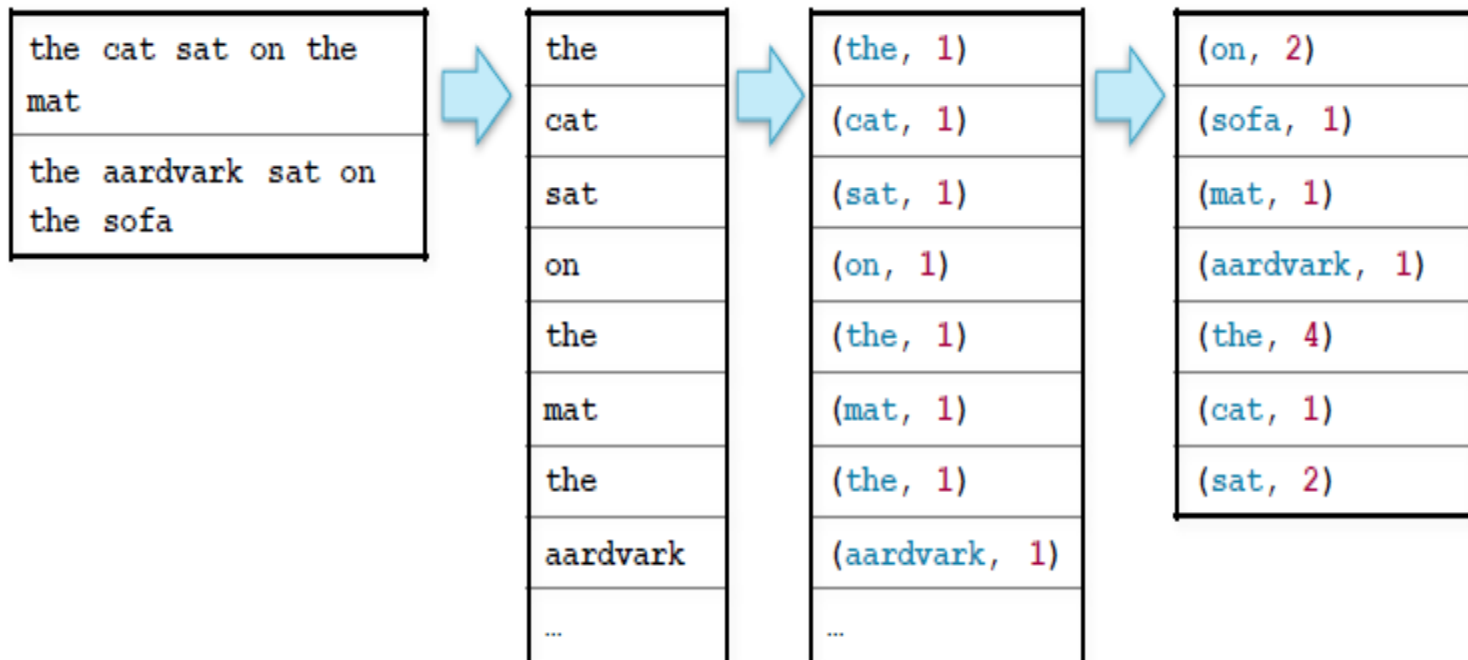 the cat sat on the
mat
the aardvark sat on
the sofa
the
cat
sat
on
the
mat
the
aardvark
…
(the, 1)
(cat, 1)
(sat, 1)
(on, 1)
(the, 1)
(mat, 1)
(the, 1)
(aardvark, 1)
…
(on, 2)
(sofa, 1)
(mat, 1)
(aardvark, 1)
(the, 4)
(cat, 1)
(sat, 2)